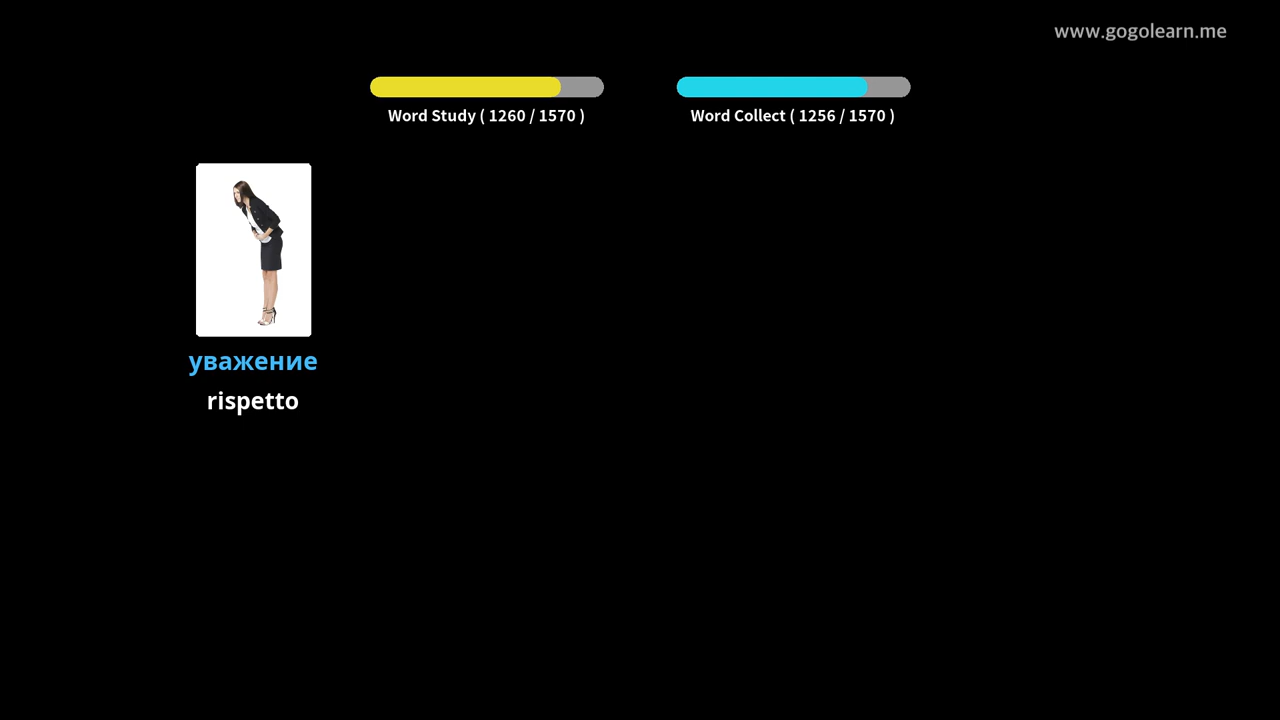 www.gogolearn.me
Word Study ( 1260 / 1570 )
Word Collect ( 1256 / 1570 )
уважение
rispetto